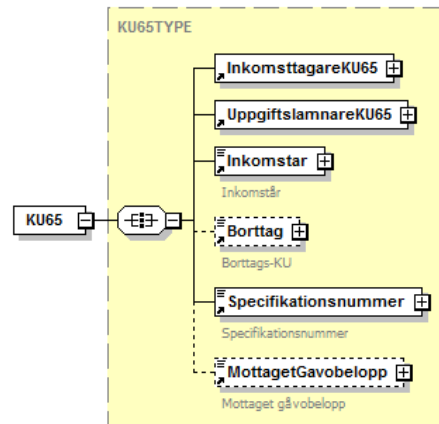 KU65TYPE
InkomsttagareKU65
UppgiftslamnareKU65
Inkomstar
Inkomstår
KU65
Borttag
Borttags-KU
Specifikationsnummer
Specifikationsnummer
MottagetGavobelopp
Mottaget gåvobelopp